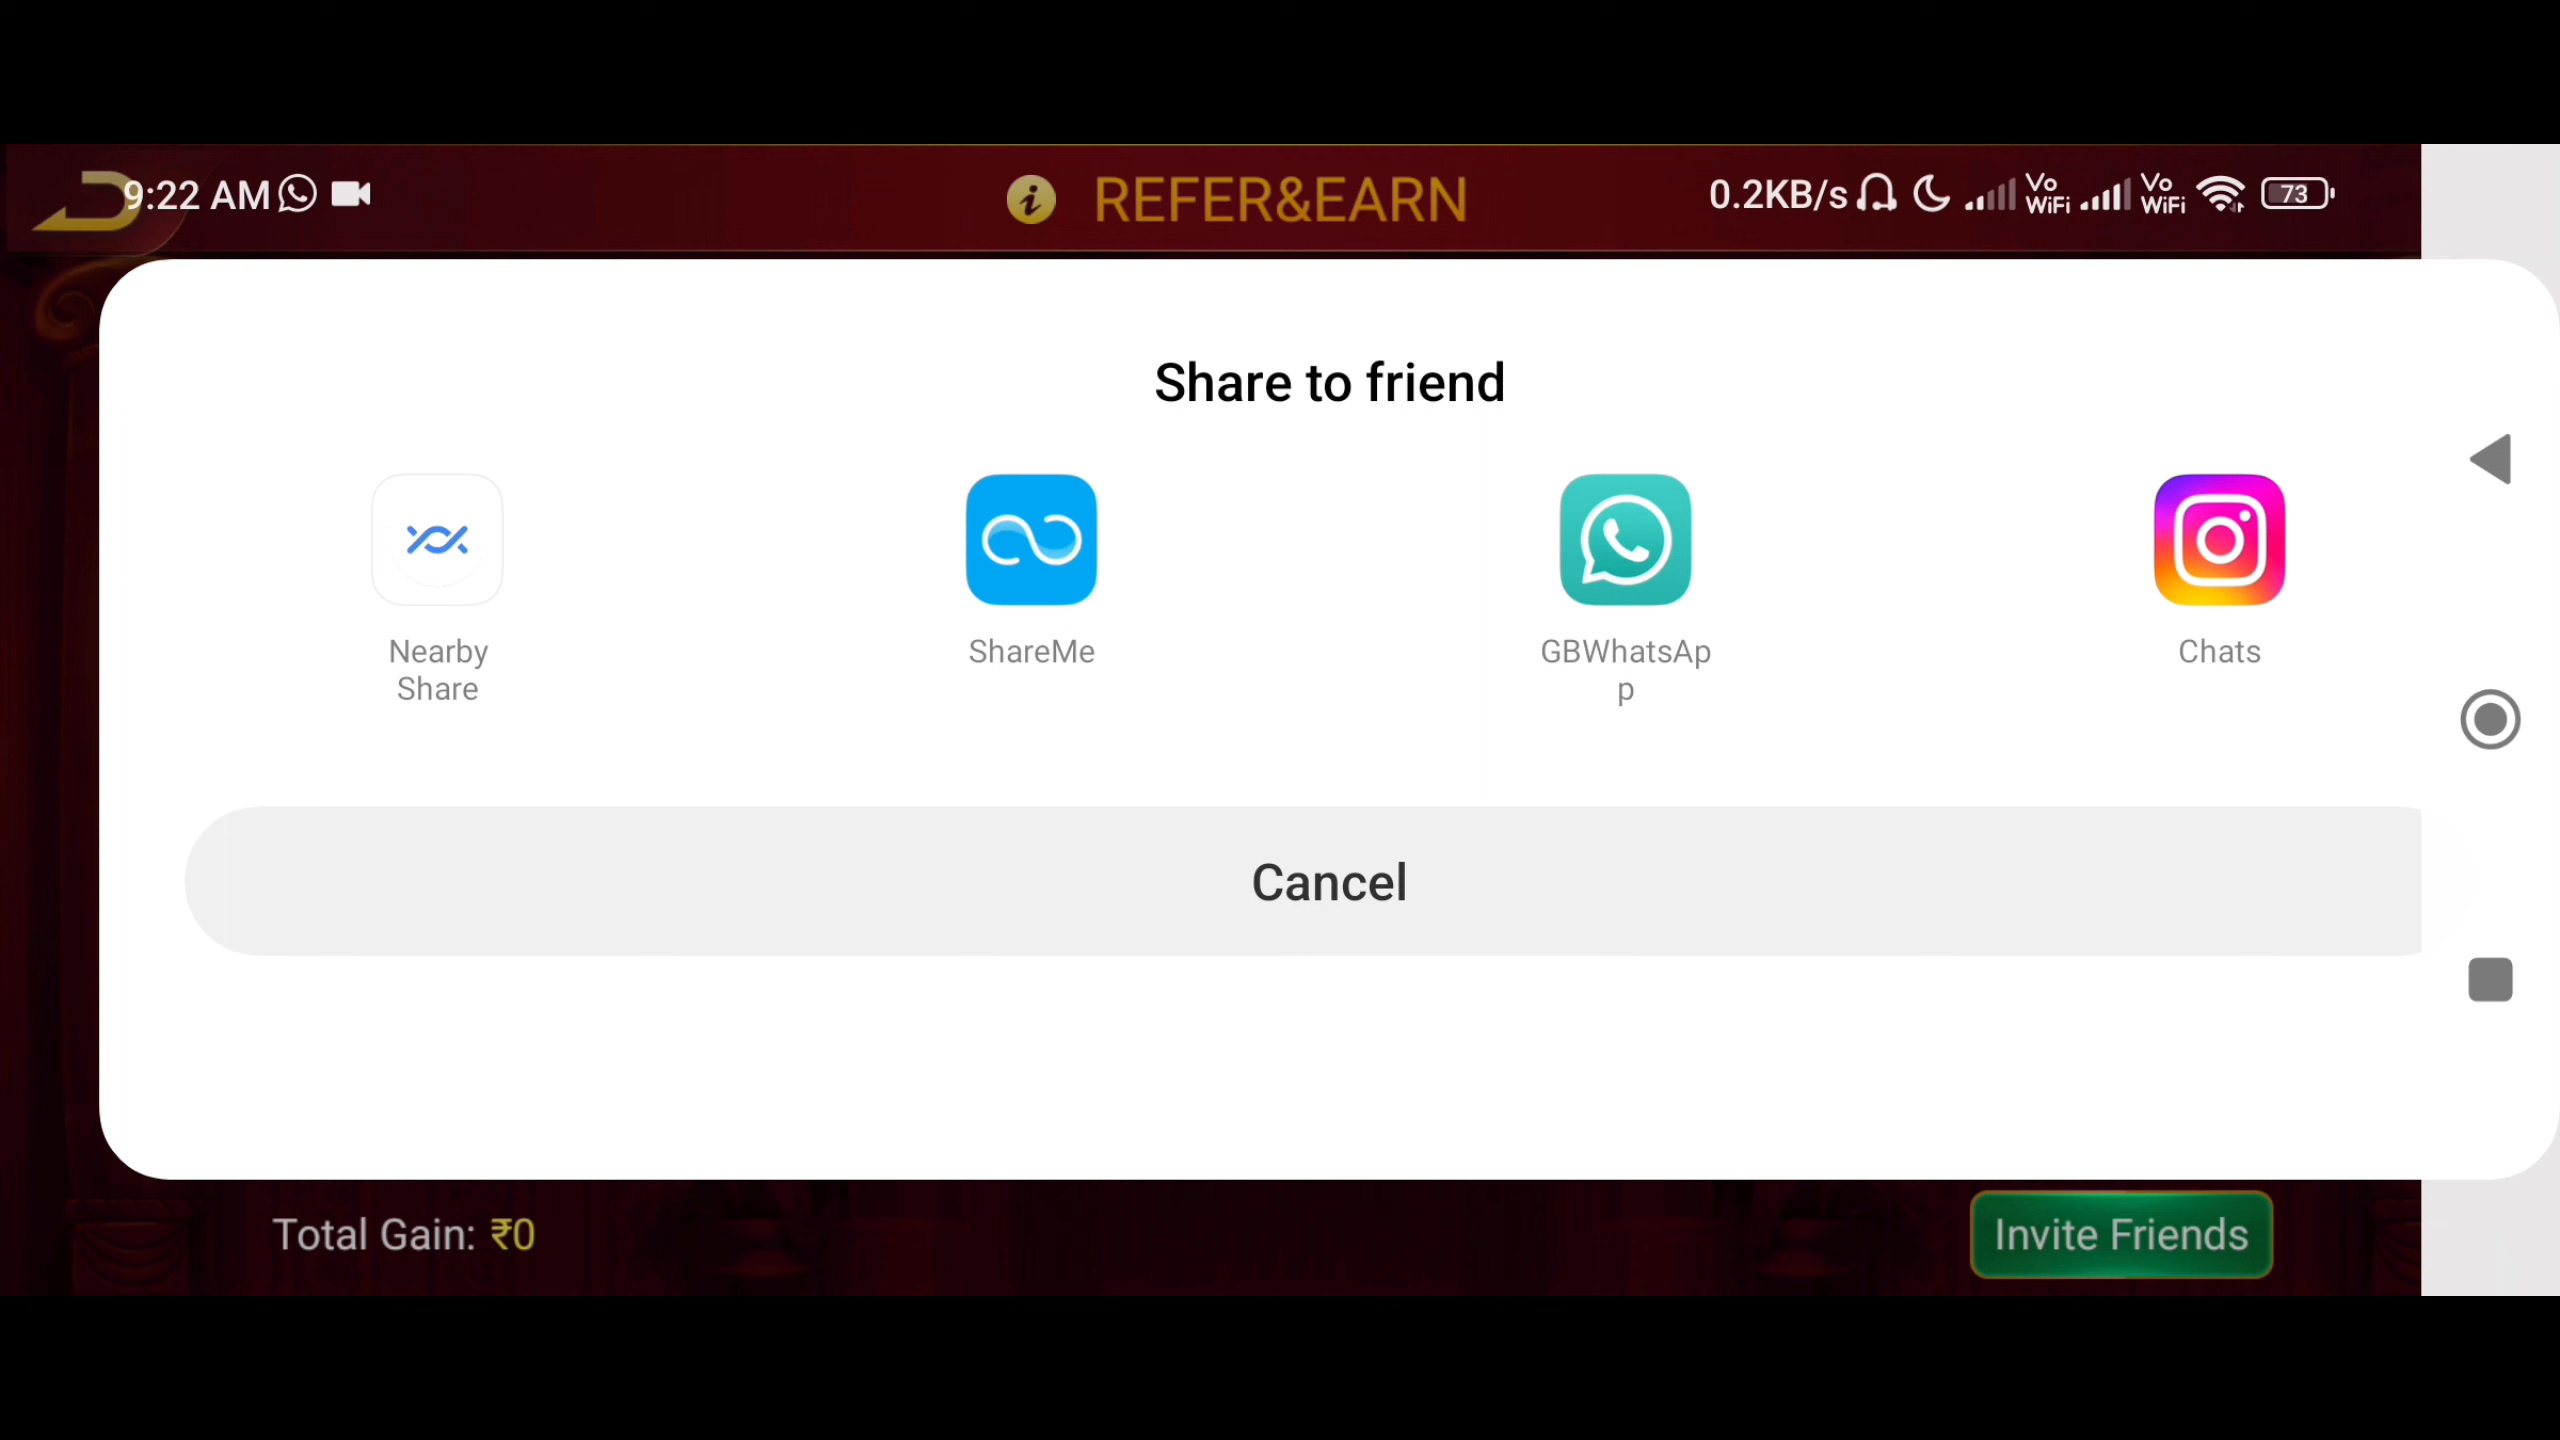 9:22 AM
REFER&EARN
0.2KB/s
Vo
WiFi
Vo
WiFi
73
Share to friend
Nearby
Share
ShareMe
GBWhatsAp
p
Chats
Cancel
Total Gain: ₹0
Invite Friends